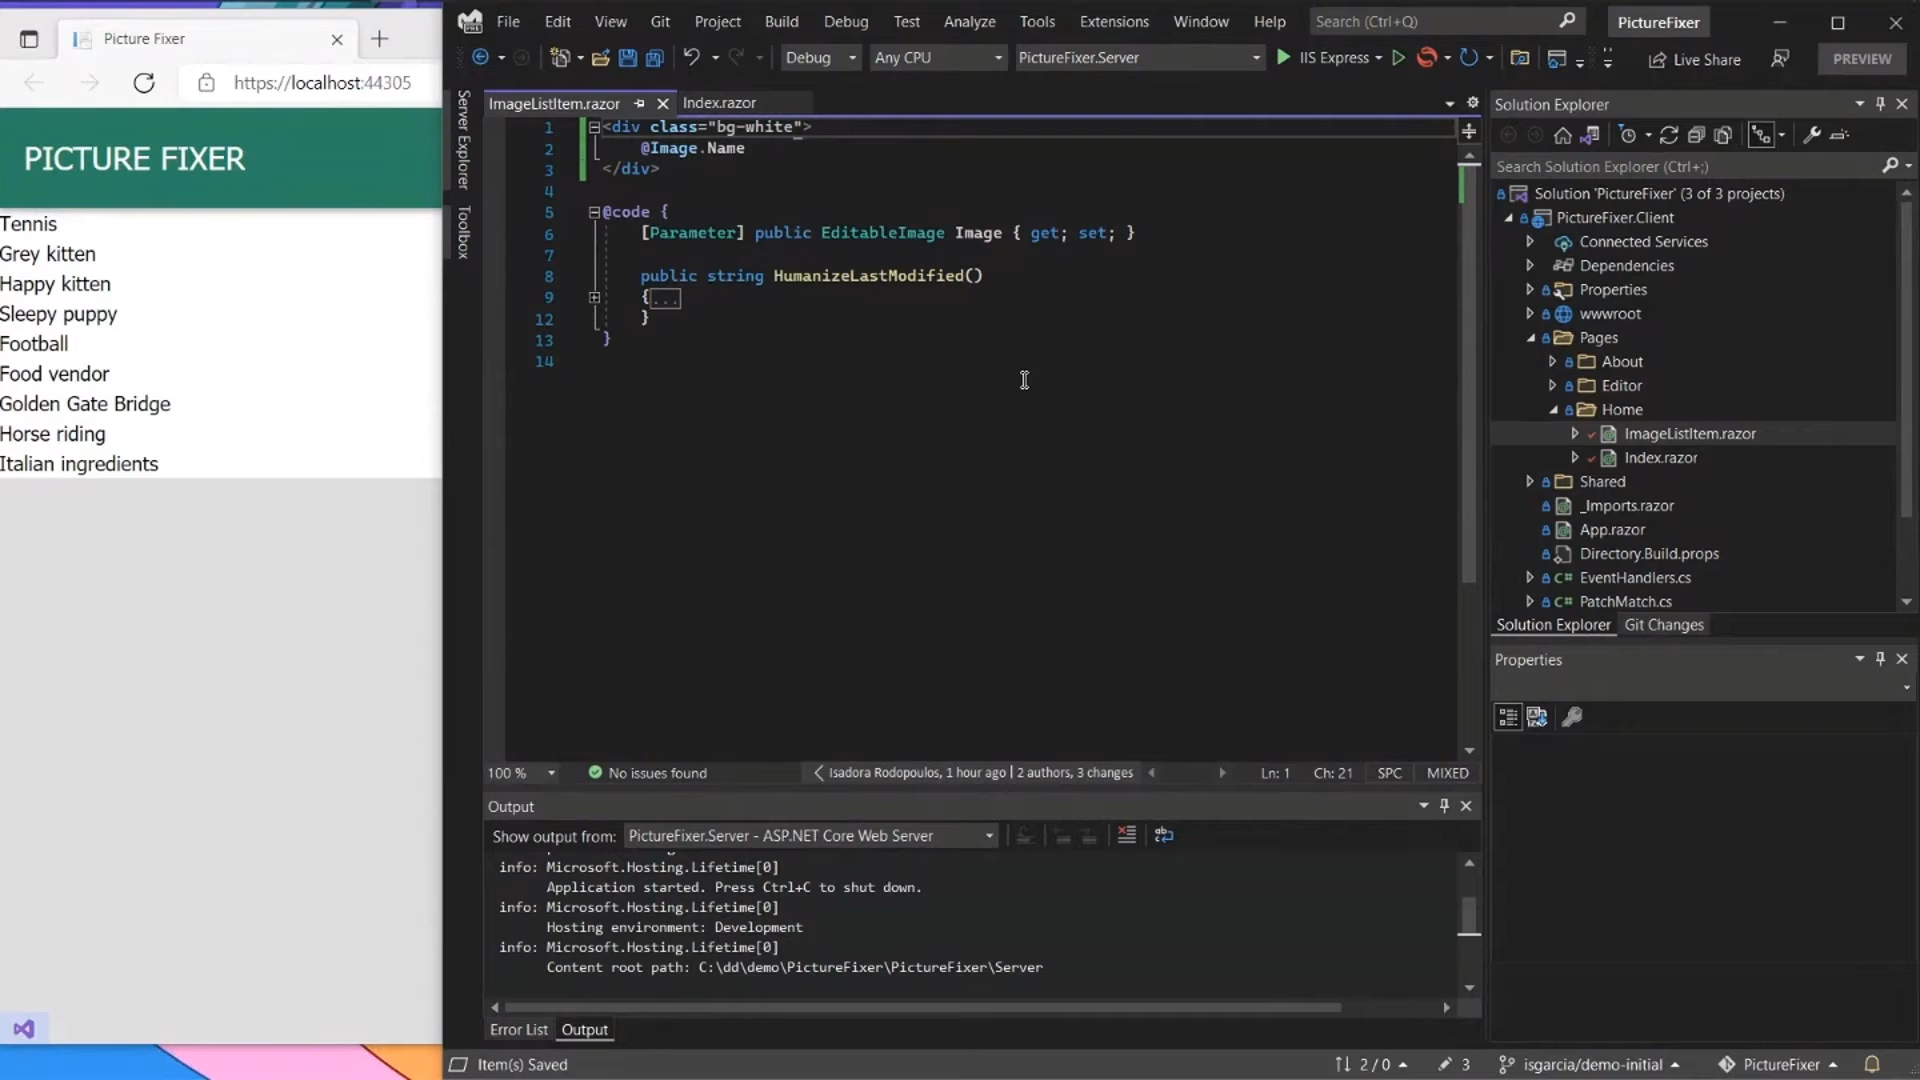 Picture Fixer
https://localhost:44305
PICTURE FIXER
Tennis
Grey kitten
Happy kitten
Sleepy puppy
Football
Food vendor
Golden Gate Bridge
Horse riding
Italian ingredients
File Edit View Git Project Build Debug Test Analyze Tools Extensions Window Help Search (Ctrl+Q) PictureFixer
Debug Any CPU PictureFixer.Server IIS Express Live Share PREVIEW
Server Explorer
Toolbox
ImageListItem.razor Index.razor
1 <div class="bg-white">
2 @Image.Name
3 </div>
4
5 @code {
6 [Parameter] public EditableImage Image { get; set; }
7
8 public string HumanizeLastModified()
9 {...
12 }
13 }
14
100 % No issues found Isadora Rodopoulos, 1 hour ago | 2 authors, 3 changes Ln: 1 Ch: 21 SPC MIXED
Output
Show output from: PictureFixer.Server - ASP.NET Core Web Server
info: Microsoft.Hosting.Lifetime[0]
Application started. Press Ctrl+C to shut down.
info: Microsoft.Hosting.Lifetime[0]
Hosting environment: Development
info: Microsoft.Hosting.Lifetime[0]
Content root path: C:\dd\demo\PictureFixer\PictureFixer\Server
Error List Output
Solution Explorer
Search Solution Explorer (Ctrl+;)
Solution 'PictureFixer' (3 of 3 projects)
PictureFixer.Client
Connected Services
Dependencies
Properties
wwwroot
Pages
About
Editor
Home
ImageListItem.razor
Index.razor
Shared
_Imports.razor
App.razor
Directory.Build.props
C# EventHandlers.cs
C# PatchMatch.cs
Solution Explorer Git Changes
Properties
Item(s) Saved 2 / 0 3 isgarcia/demo-initial PictureFixer